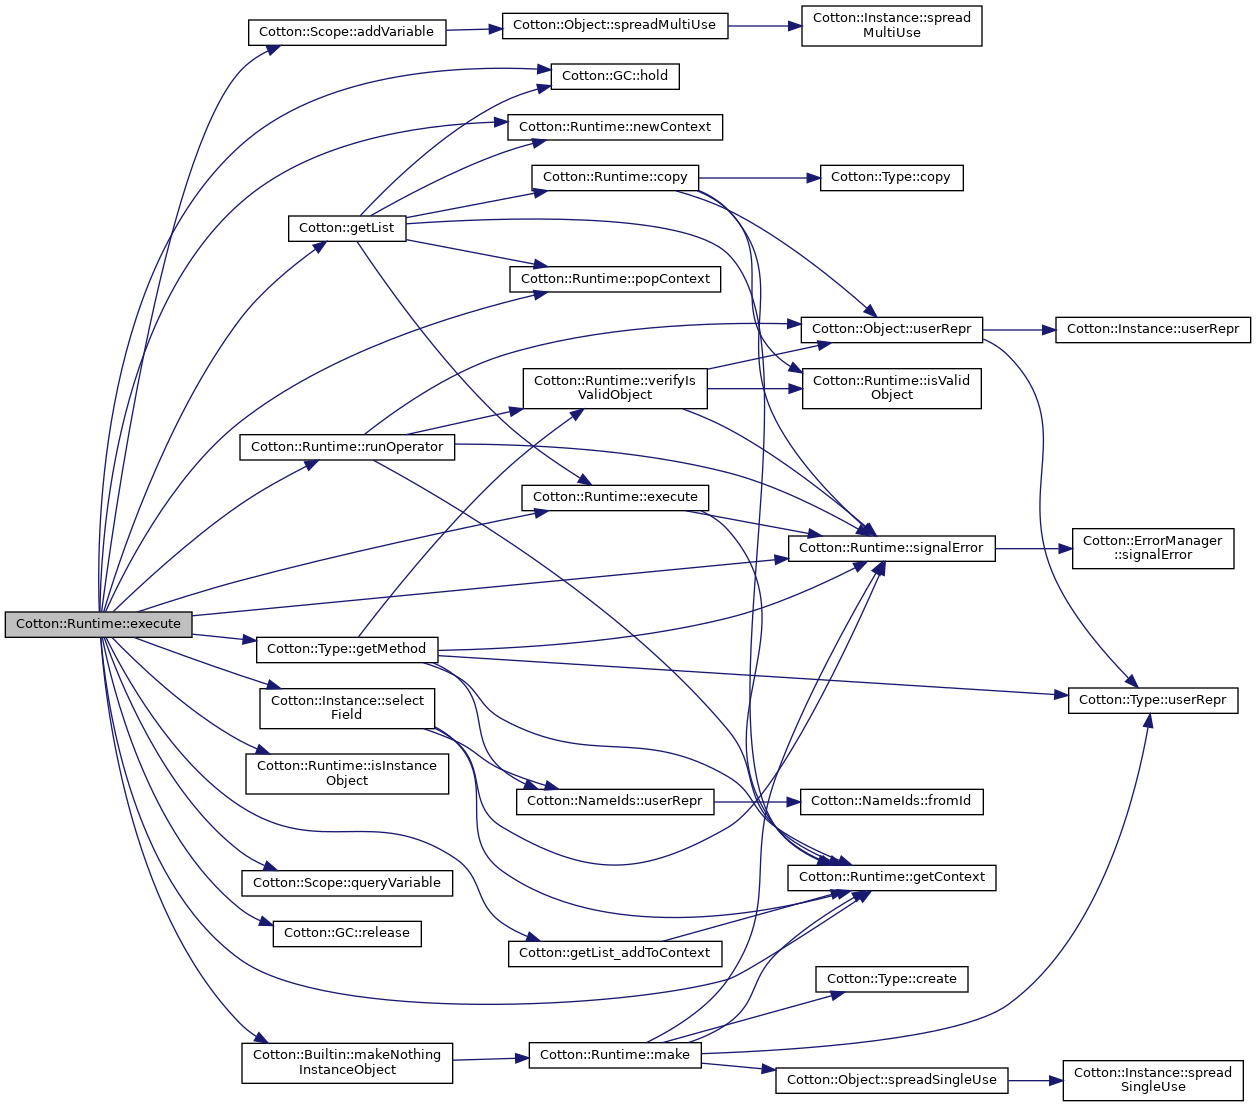 Cotton::Scope::addVariable
Cotton::Object::spreadMultiUse
Cotton::Instance::spread
MultiUse
Cotton::GC::hold
Cotton::Runtime::newContext
Cotton::Runtime::copy
Cotton::Type::copy
Cotton::getList
Cotton::Runtime::popContext
Cotton::Object::userRepr
Cotton::Instance::userRepr
Cotton::Runtime::verifyIs
ValidObject
Cotton::Runtime::isValid
Object
Cotton::Runtime::runOperator
Cotton::Runtime::execute
Cotton::Runtime::signalError
Cotton::ErrorManager
::signalError
Cotton::Runtime::execute
Cotton::Type::getMethod
Cotton::Instance::select
Field
Cotton::Type::userRepr
Cotton::Runtime::isInstance
Object
Cotton::NameIds::userRepr
Cotton::NameIds::fromId
Cotton::Scope::queryVariable
Cotton::Runtime::getContext
Cotton::GC::release
Cotton::getList_addToContext
Cotton::Type::create
Cotton::Builtin::makeNothing
InstanceObject
Cotton::Runtime::make
Cotton::Object::spreadSingleUse
Cotton::Instance::spread
SingleUse